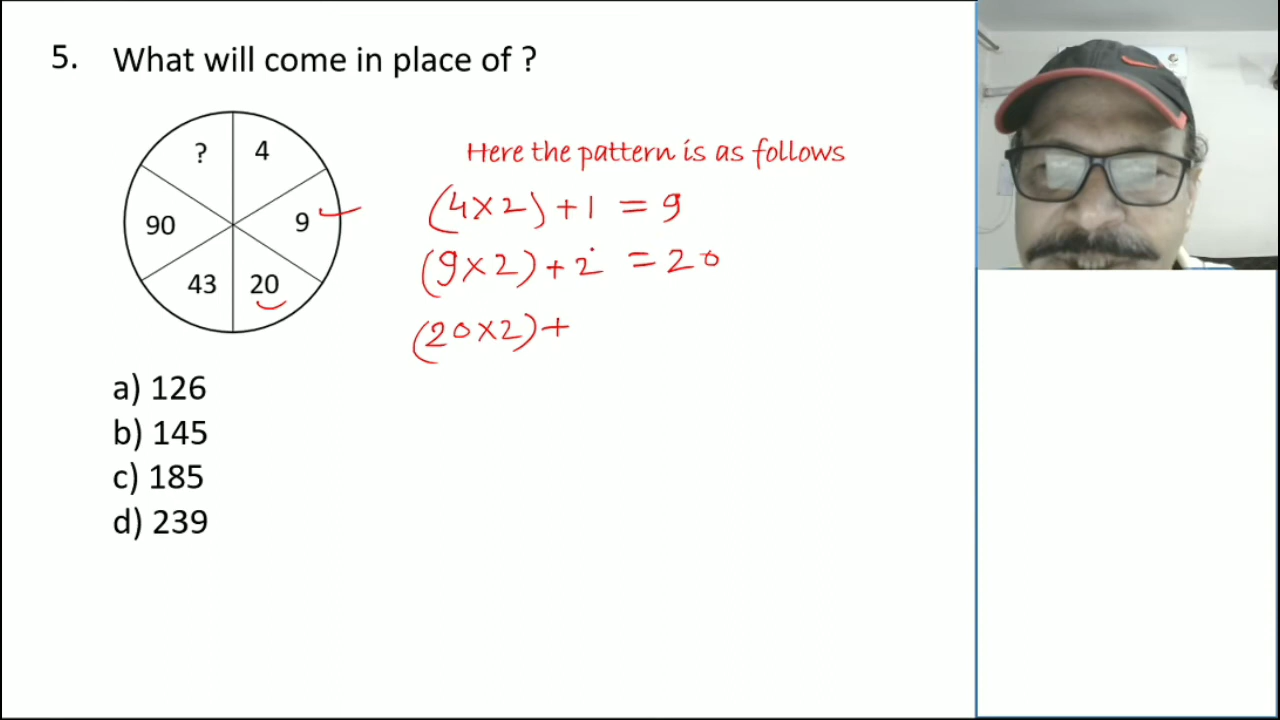 5. What will come in place of ?
? 4
90 9
43 20
Here the pattern is as follows
(4×2)+1 = 9
(9×2)+2 = 20
(20×2)+
a) 126
b) 145
c) 185
d) 239